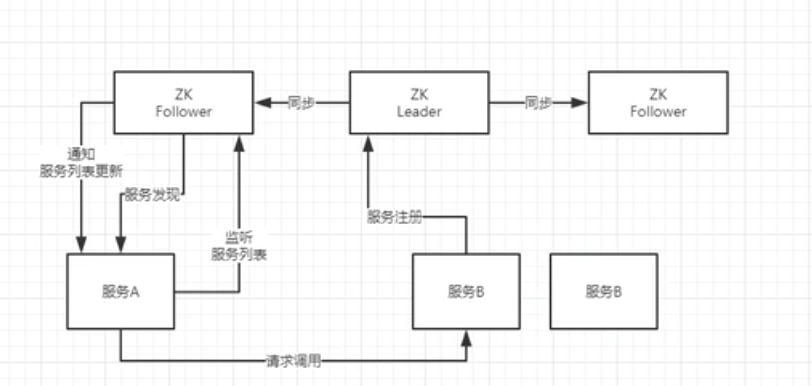 ZK
Follower
同步
ZK
Leader
同步
ZK
Follower
通知
服务列表更新
服务发现
监听
服务列表
服务注册
服务A
服务B
服务B
请求调用